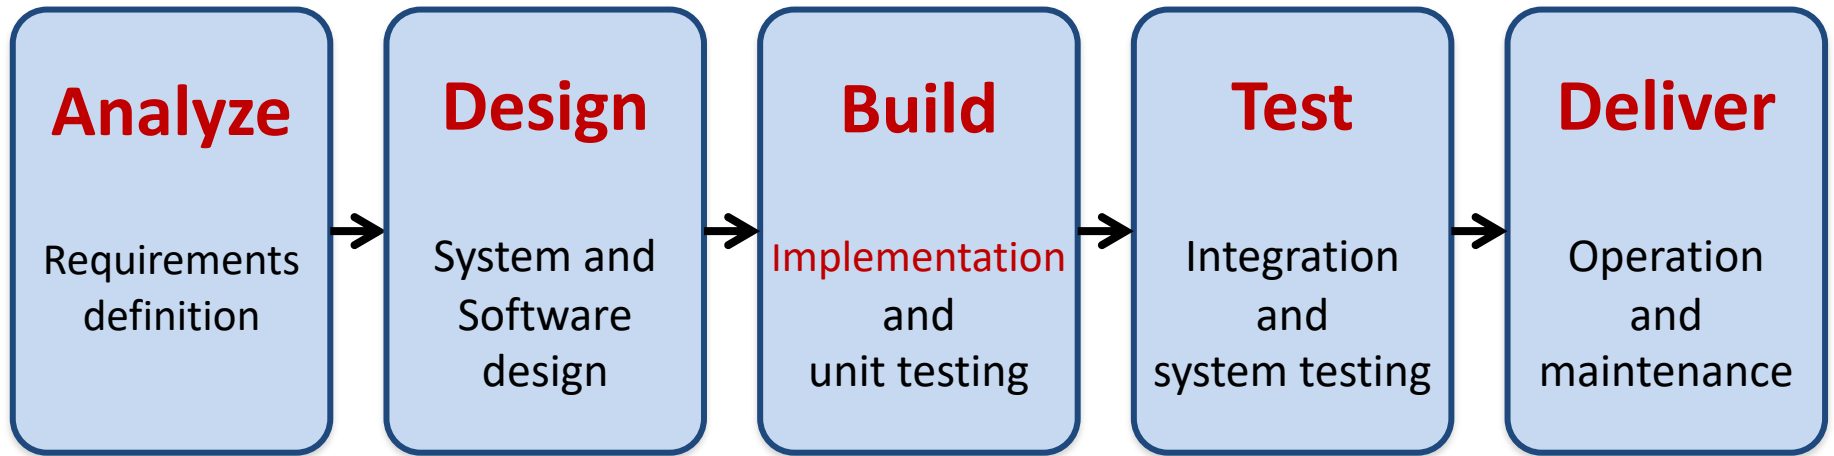 Analyze
Requirements
definition
Design
System and
Software
design
Build
Implementation
and
unit testing
Test
Integration
and
system testing
Deliver
Operation
and
maintenance